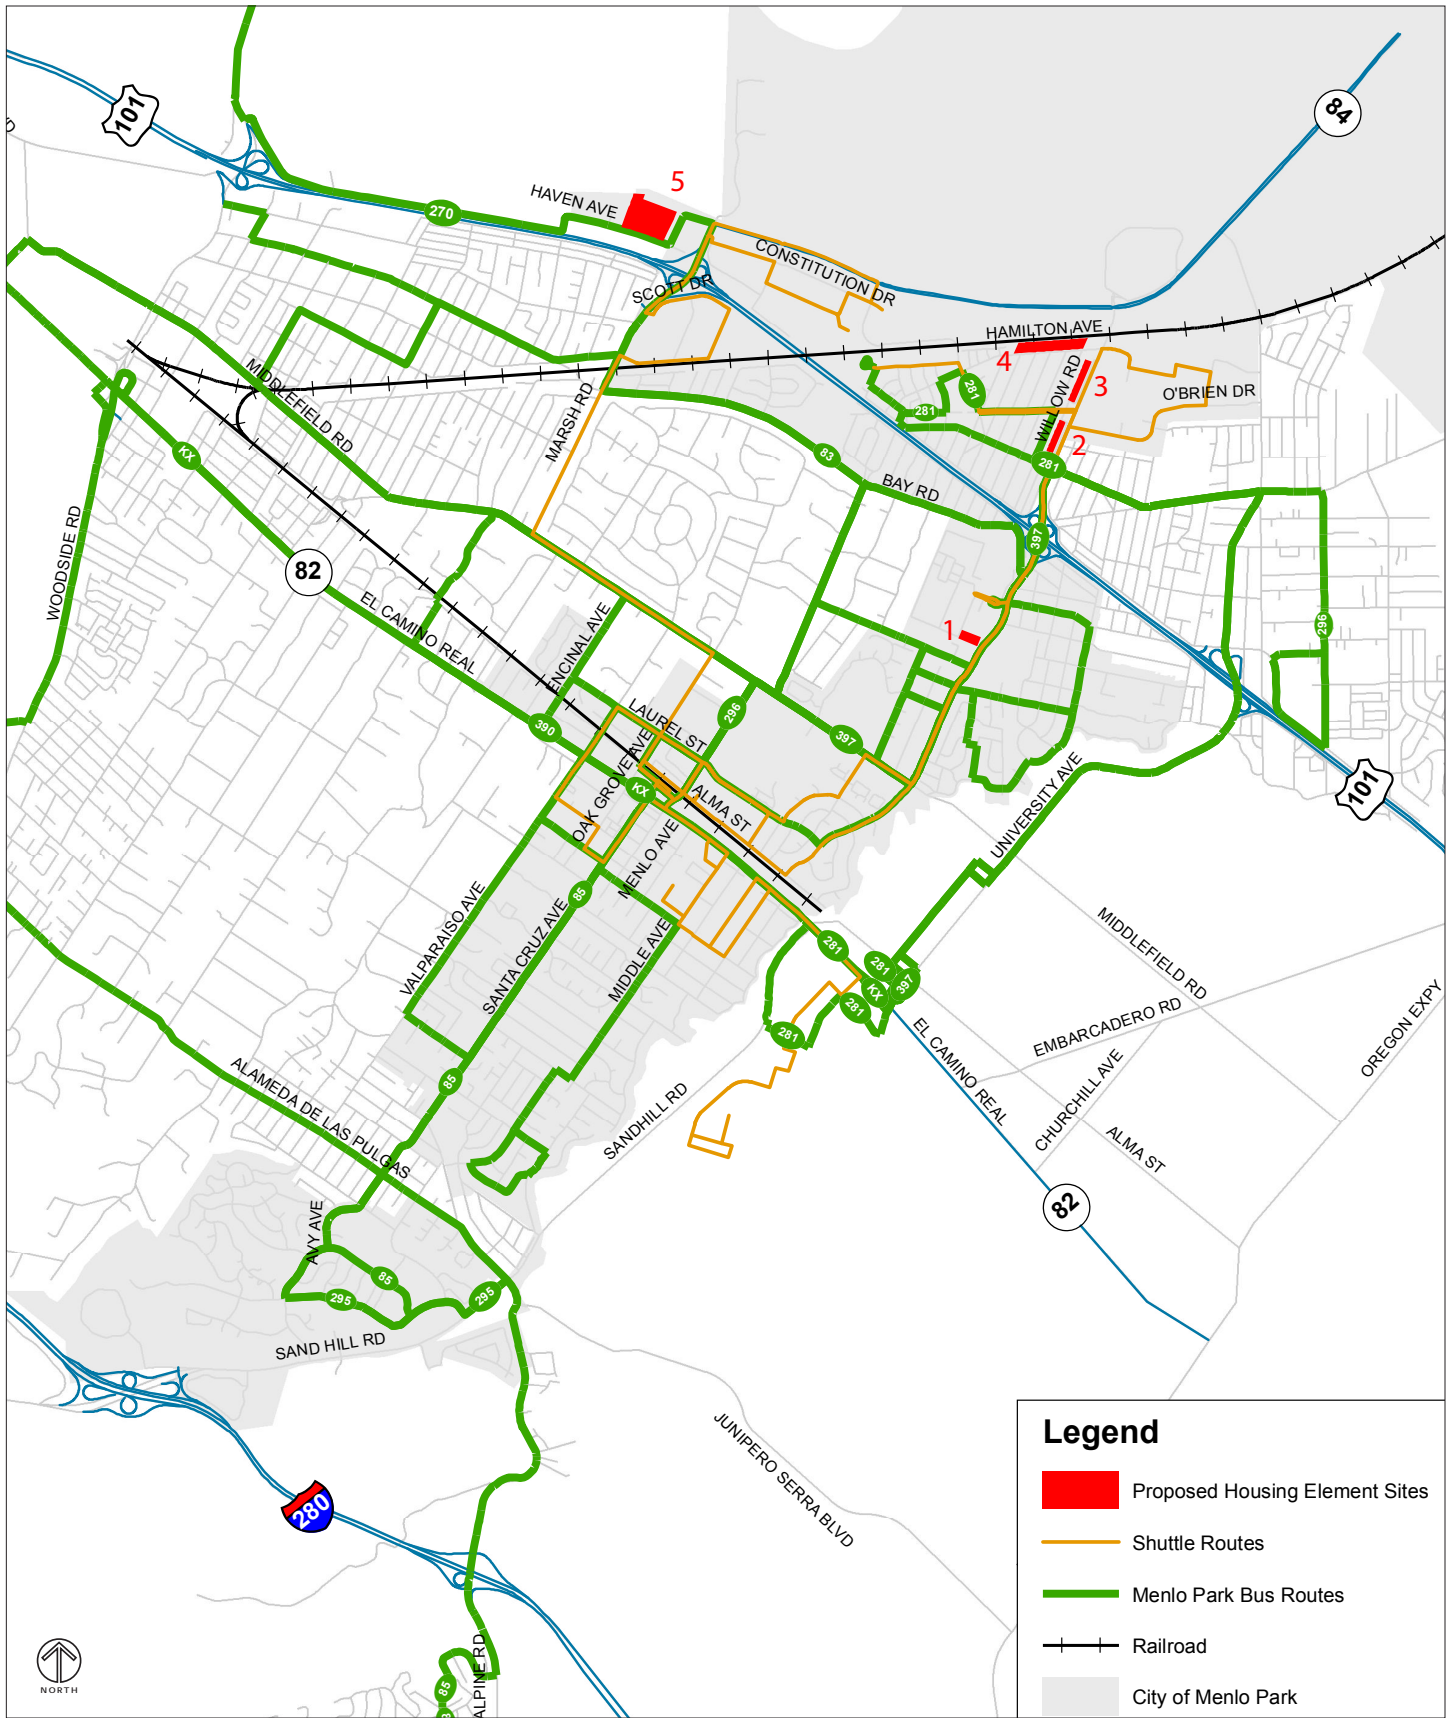 101
84
5
HAVEN AVE
270
CONSTITUTION DR
SCOTT DR
HAMILTON AVE
4
WILLOW RD
3
O'BRIEN DR
281
281
2
281
MIDDLEFIELD RD
MARSH RD
KX
83
BAY RD
397
WOODSIDE RD
82
EL CAMINO REAL
ENCINAL AVE
1
296
LAUREL ST
296
390
397
OAK GROVE AVE
KX
ALMA ST
UNIVERSITY AVE
101
MENLO AVE
85
VALPARAISO AVE
SANTA CRUZ AVE
MIDDLE AVE
281
281
KX
397
281
281
MIDDLEFIELD RD
EMBARCADERO RD
OREGON EXPY
EL CAMINO REAL
CHURCHILL AVE
ALMA ST
SANDHILL RD
85
ALAMEDA DE LAS PULGAS
82
AVY AVE
85
295
295
SAND HILL RD
JUNIPERO SERRA BLVD
280
ALPINE RD
85
NORTH
Legend
Proposed Housing Element Sites
Shuttle Routes
Menlo Park Bus Routes
Railroad
City of Menlo Park